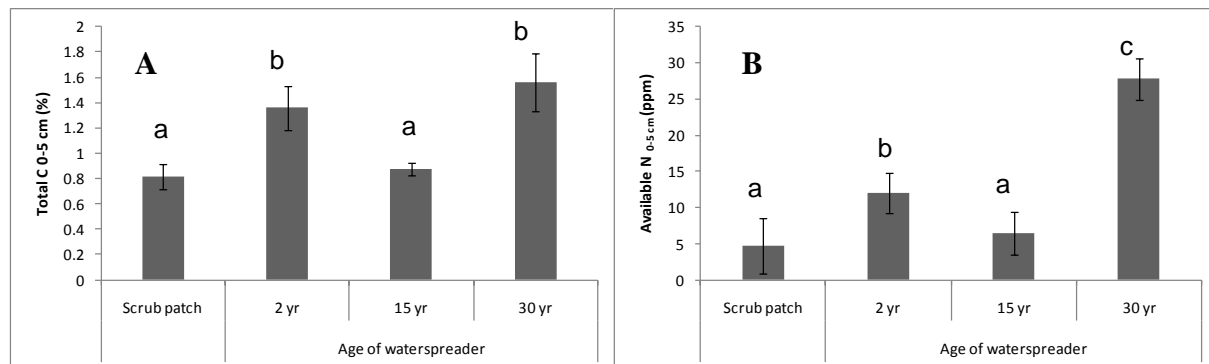 A
Total C 0-5 cm (%)
2
1.8
1.6
1.4
1.2
1
0.8
0.6
0.4
0.2
0
a
b
a
b
Scrub patch 2 yr 15 yr 30 yr
Age of waterspreader
B
Available N 0-5 cm (ppm)
35
30
25
20
15
10
5
0
a
b
a
c
Scrub patch 2 yr 15 yr 30 yr
Age of waterspreader